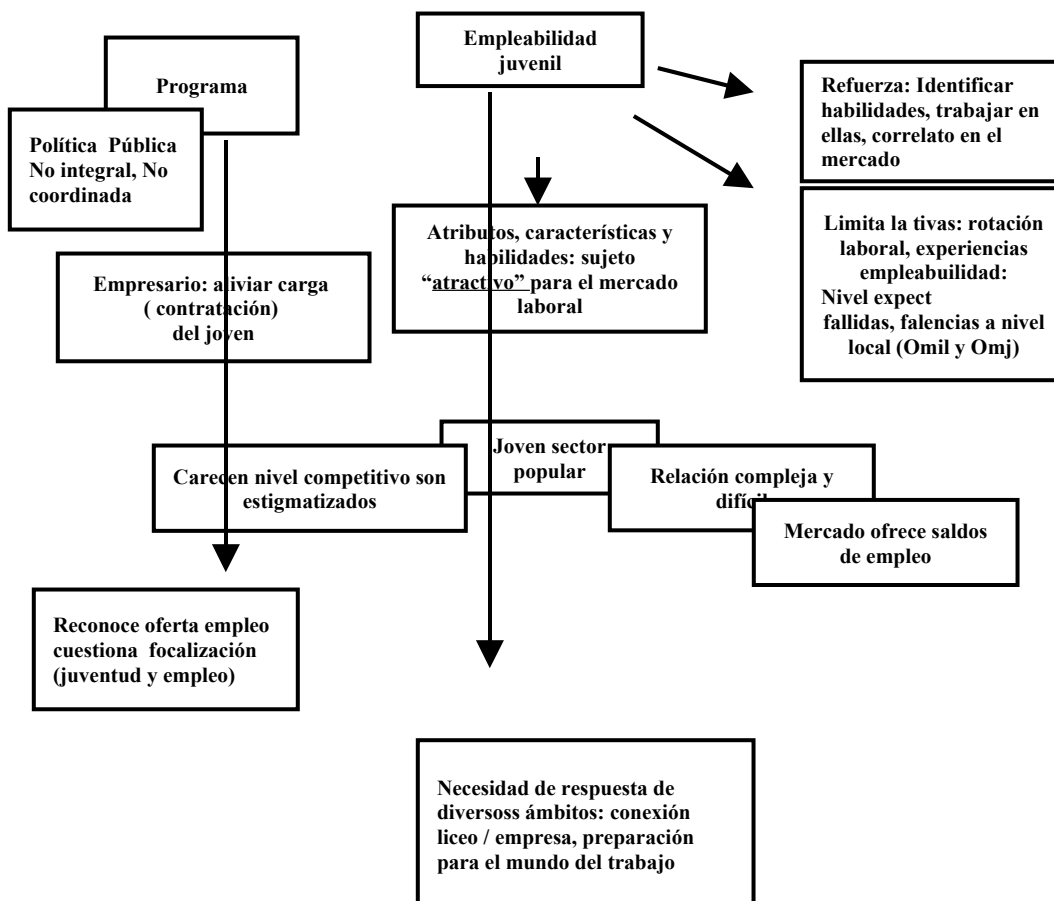 Empleabilidad
juvenil
Programa
Política Pública
No integral, No
coordinada
Refuerza: Identificar
habilidades, trabajar en
ellas, correlato en el
mercado
Atributos, características y
habilidades: sujeto
“atractivo” para el mercado
laboral
Limita la tivas: rotación
laboral, experiencias
empleabuilidad:
Nivel expect
fallidas, falencias a nivel
local (Omil y Omj)
Empresario: aliviar carga
( contratación)
del joven
Joven sector
popular
Carecen nivel competitivo son
estigmatizados
Relación compleja y
difícil
Mercado ofrece saldos
de empleo
Reconoce oferta empleo
cuestiona focalización
(juventud y empleo)
Necesidad de respuesta de
diversoss ámbitos: conexión
liceo / empresa, preparación
para el mundo del trabajo